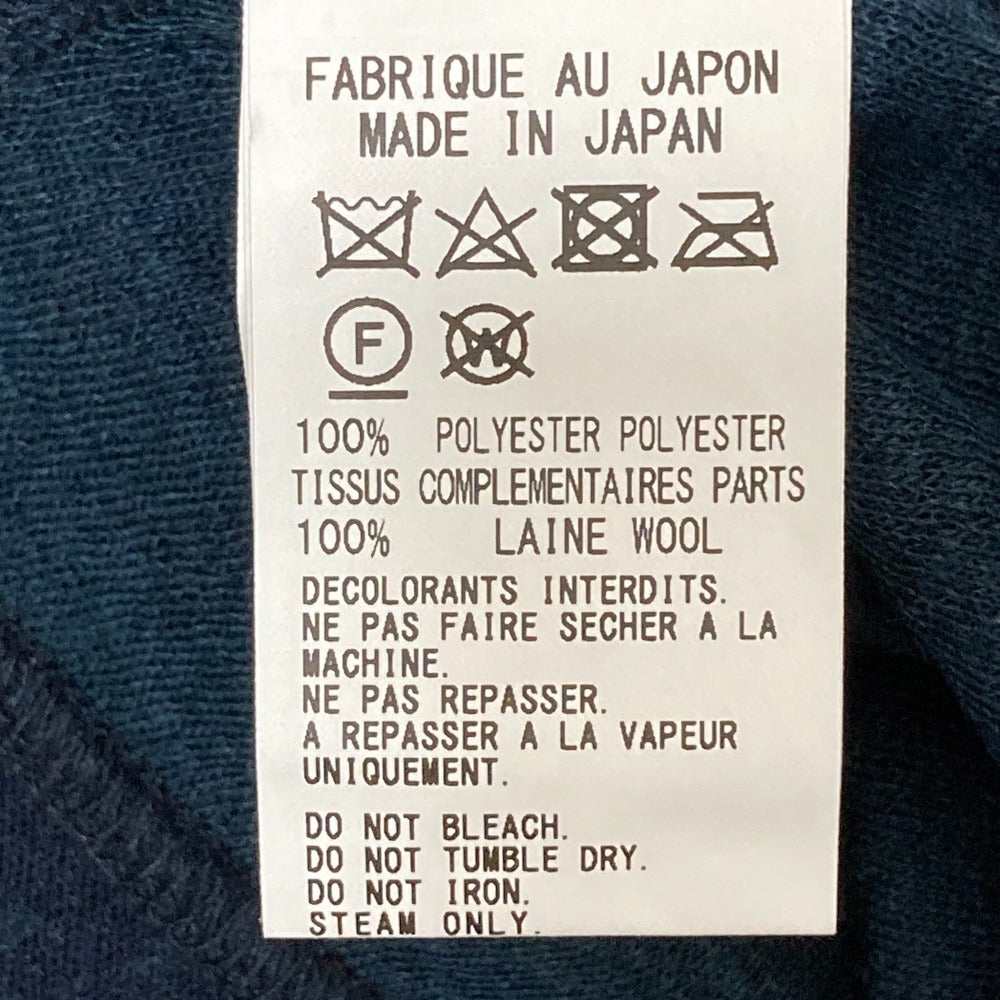 FABRIQUE AU JAPON
MADE IN JAPAN
F W
100% POLYESTER POLYESTER
TISSUS COMPLEMENTAIRES PARTS
100% LAINE WOOL
DECOLORANTS INTERDITS.
NE PAS FAIRE SECHER A LA
MACHINE.
NE PAS REPASSER.
A REPASSER A LA VAPEUR
UNIQUEMENT.
DO NOT BLEACH.
DO NOT TUMBLE DRY.
DO NOT IRON.
STEAM ONLY.